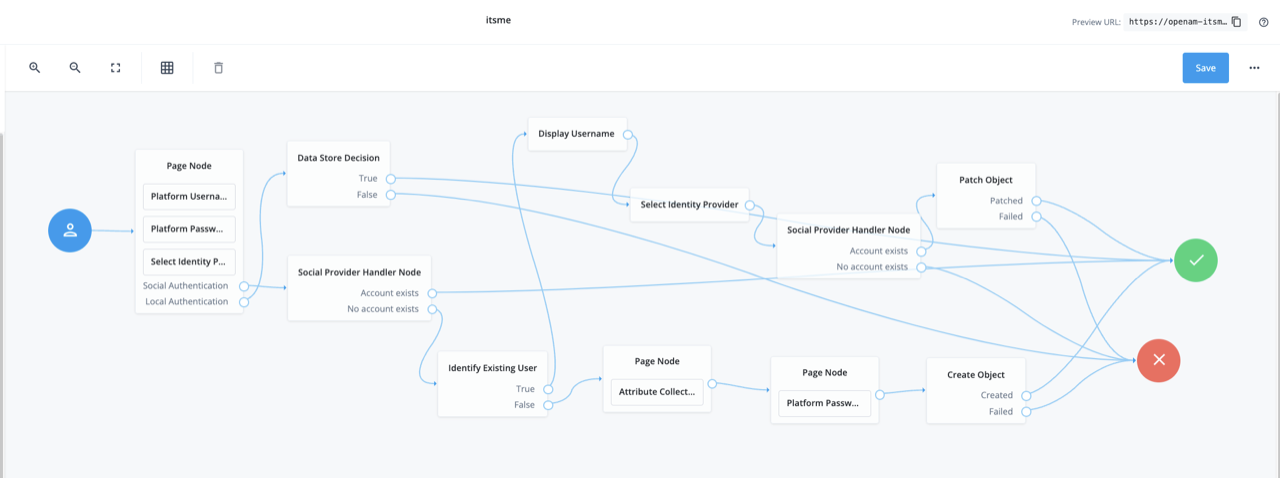 itsme
Preview URL: https://openam-itsm...
Save
Page Node
Platform Userna...
Platform Passw...
Select Identity P...
Social Authentication
Local Authentication
Data Store Decision
True
False
Social Provider Handler Node
Account exists
No account exists
Display Username
Select Identity Provider
Social Provider Handler Node
Account exists
No account exists
Patch Object
Patched
Failed
Identify Existing User
True
False
Page Node
Attribute Collect...
Page Node
Platform Passw...
Create Object
Created
Failed